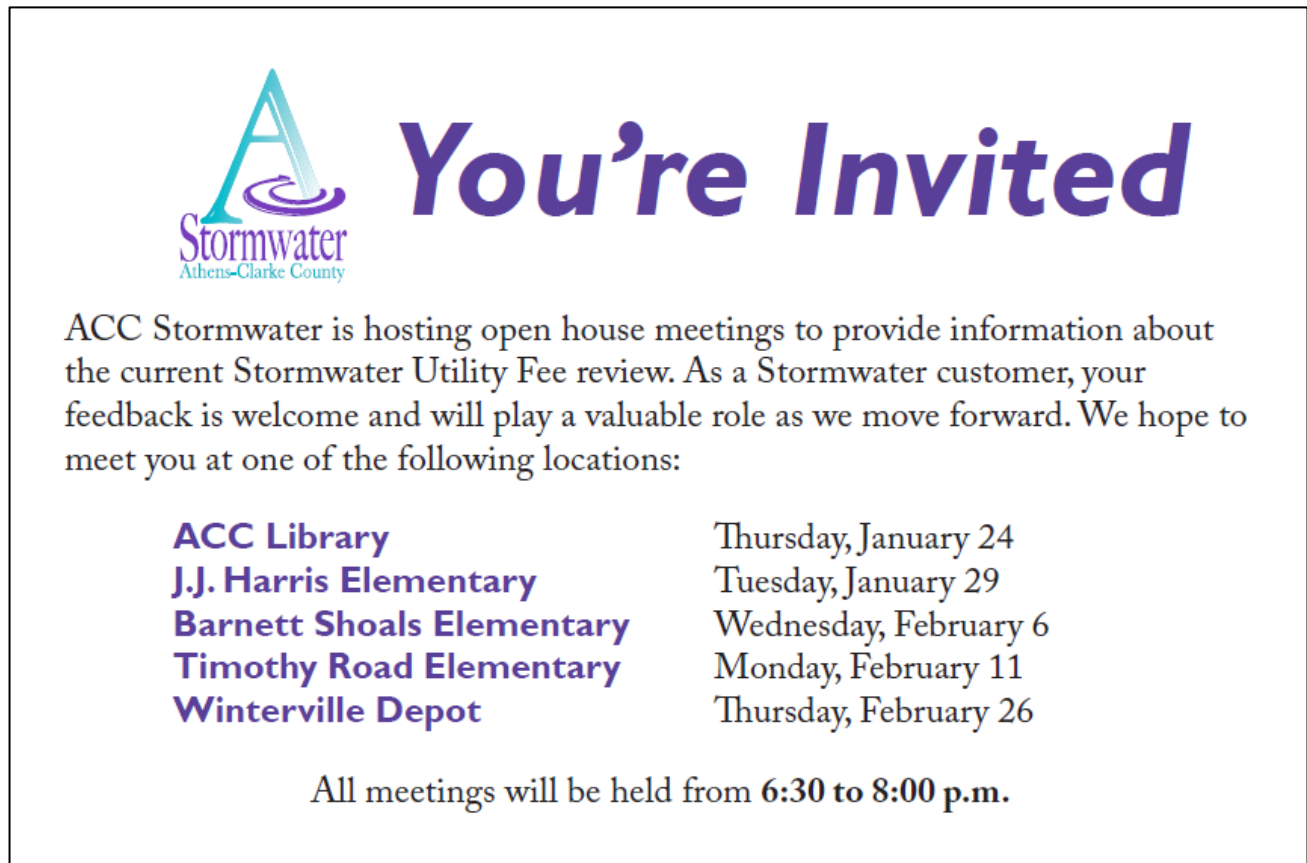 A
Stormwater
Athens-Clarke County
You're Invited
ACC Stormwater is hosting open house meetings to provide information about
the current Stormwater Utility Fee review. As a Stormwater customer, your
feedback is welcome and will play a valuable role as we move forward. We hope to
meet you at one of the following locations:
ACC Library Thursday, January 24
J.J. Harris Elementary Tuesday, January 29
Barnett Shoals Elementary Wednesday, February 6
Timothy Road Elementary Monday, February 11
Winterville Depot Thursday, February 26
All meetings will be held from 6:30 to 8:00 p.m.